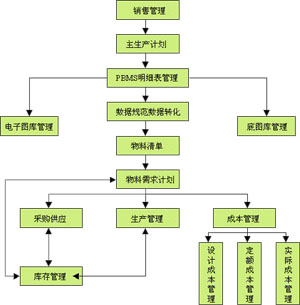 销售管理
主生产计划
PBMS明细表管理
电子图库管理
数据规范数据转化
底图库管理
物料清单
物料需求计划
采购供应
生产管理
成本管理
库存管理
设计成本管理
定额成本管理
实际成本管理